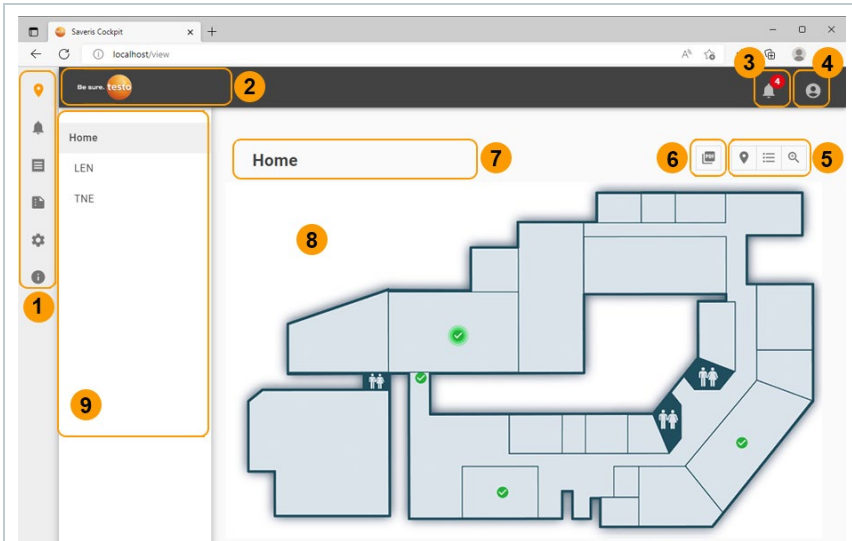 Saveris Cockpit
localhost/view
A
3
4
Be sure. testo
2
4
1
Home
LEN
TNE
9
Home
7
6
PDF
5
8